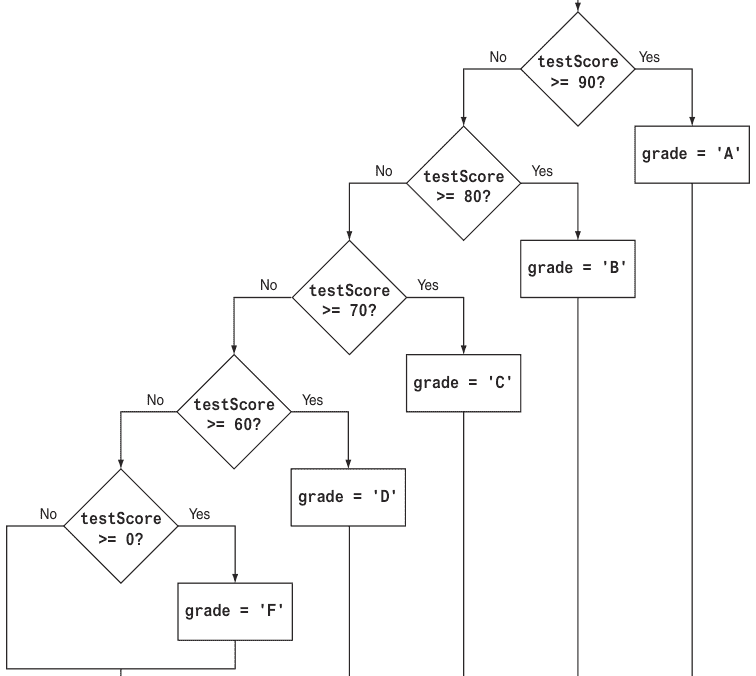 No
testScore
>= 90?
Yes
grade = 'A'
No
testScore
>= 80?
Yes
grade = 'B'
No
testScore
>= 70?
Yes
grade = 'C'
No
testScore
>= 60?
Yes
grade = 'D'
No
testScore
>= 0?
Yes
grade = 'F'